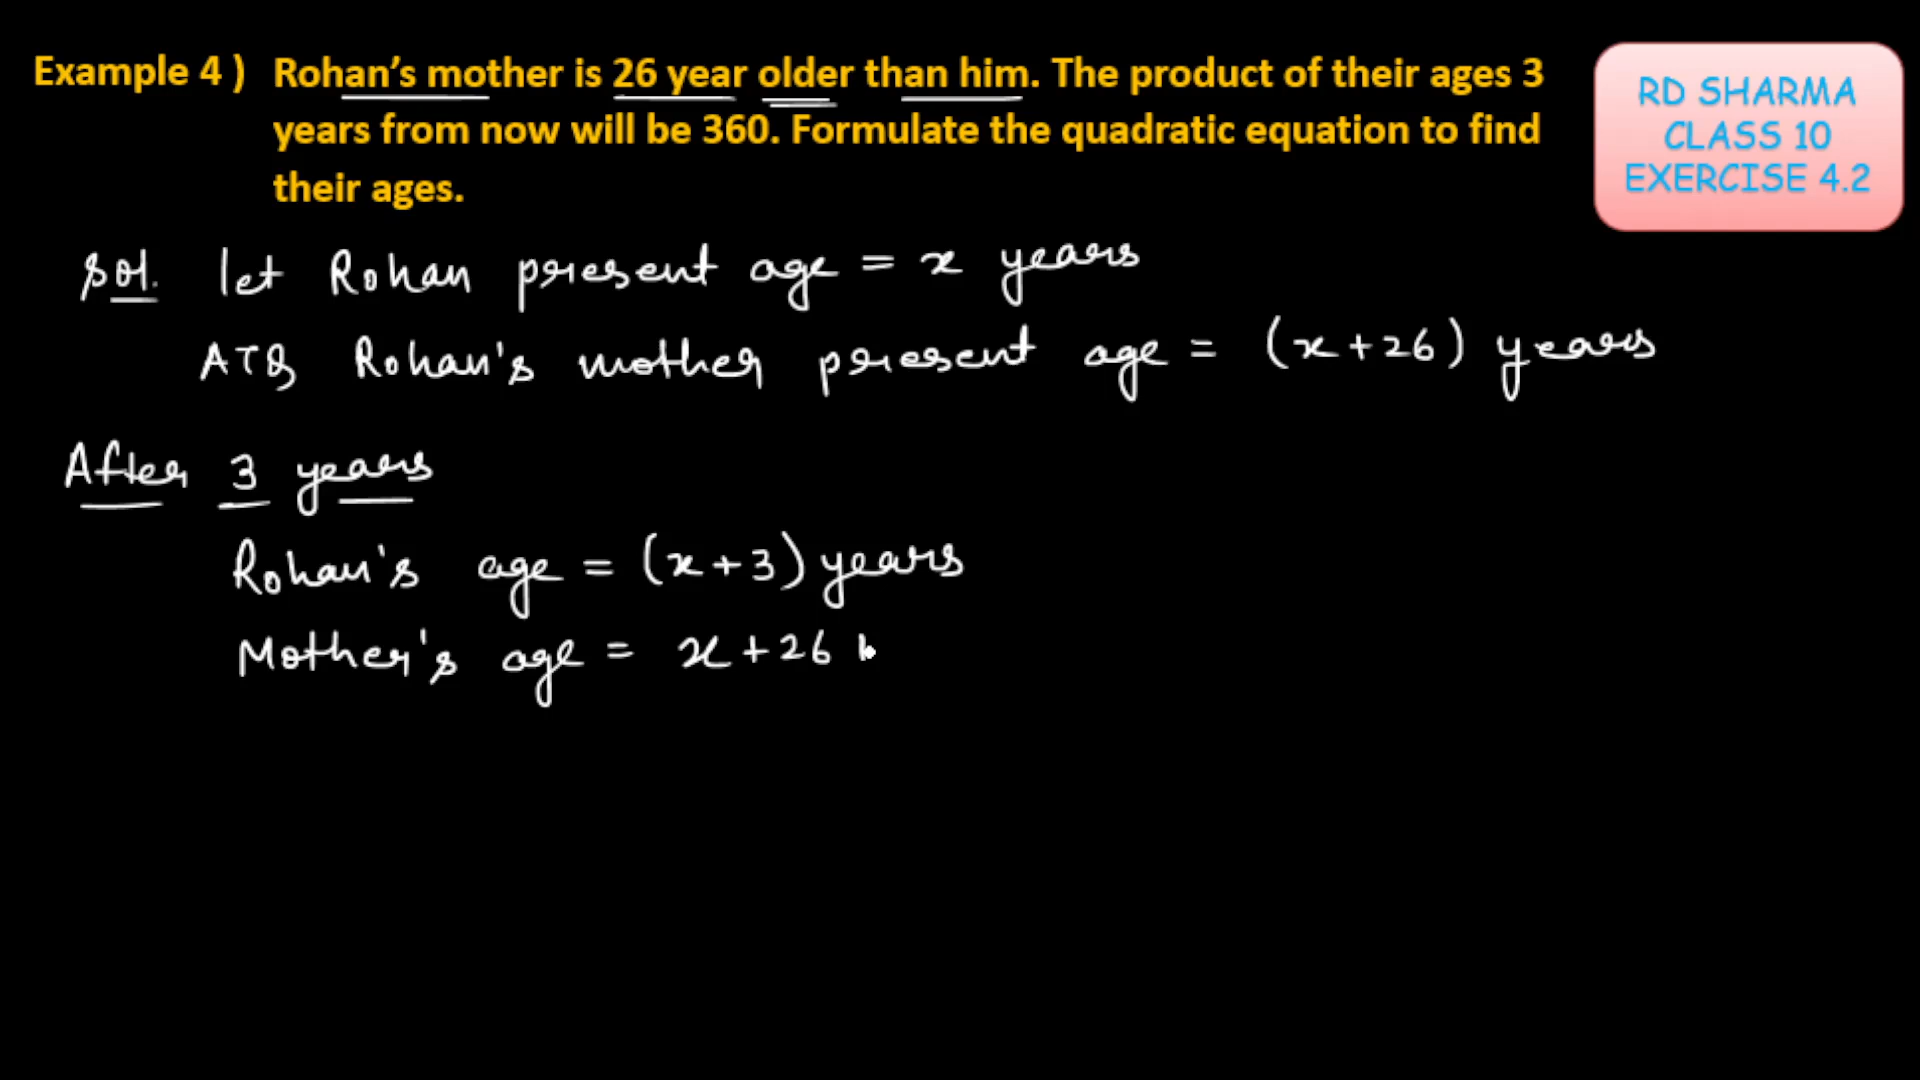 Example 4 ) Rohan's mother is 26 year older than him. The product of their ages 3
years from now will be 360. Formulate the quadratic equation to find
their ages.
RD SHARMA
CLASS 10
EXERCISE 4.2
Sol. let Rohan present age = x years
ATQ Rohan's mother present age = (x+26) years
After 3 years
Rohan's age = (x+3) years
Mother's age = x+26